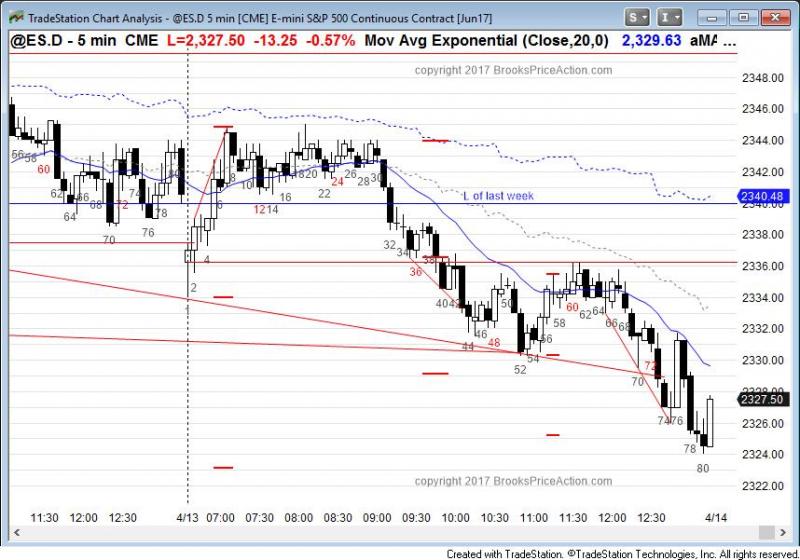 TradeStation Chart Analysis - @ES.D 5 min [CME] E-mini S&P 500 Continuous Contract [Jun17]
S
I
@ES.D - 5 min CME L=2,327.50 -13.25 -0.57% Mov Avg Exponential (Close,20,0) 2,329.63 aMA ...
copyright 2017 BrooksPriceAction.com
2348.00
2346.00
2344.00
2342.00
2340.48
2340.00
2338.00
2336.00
2334.00
2332.00
2330.00
2328.00
2327.50
2326.00
2324.00
2322.00
L of last week
56 58 60 62 64 66 68 70 72 74 76 78 80
2 4 6 8 10 12 14 16 18 20 22 24 26 28 30 32 34 36 38 40 42 44 46 48 50 52 54 56 58 60 62 64 66 68 70 72 74 76 78 80
copyright 2017 BrooksPriceAction.com
11:30 12:00 12:30 4/13 07:00 07:30 08:00 08:30 09:00 09:30 10:00 10:30 11:00 11:30 12:00 12:30 4/14
Created with TradeStation. ©TradeStation Technologies, Inc. All rights reserved.